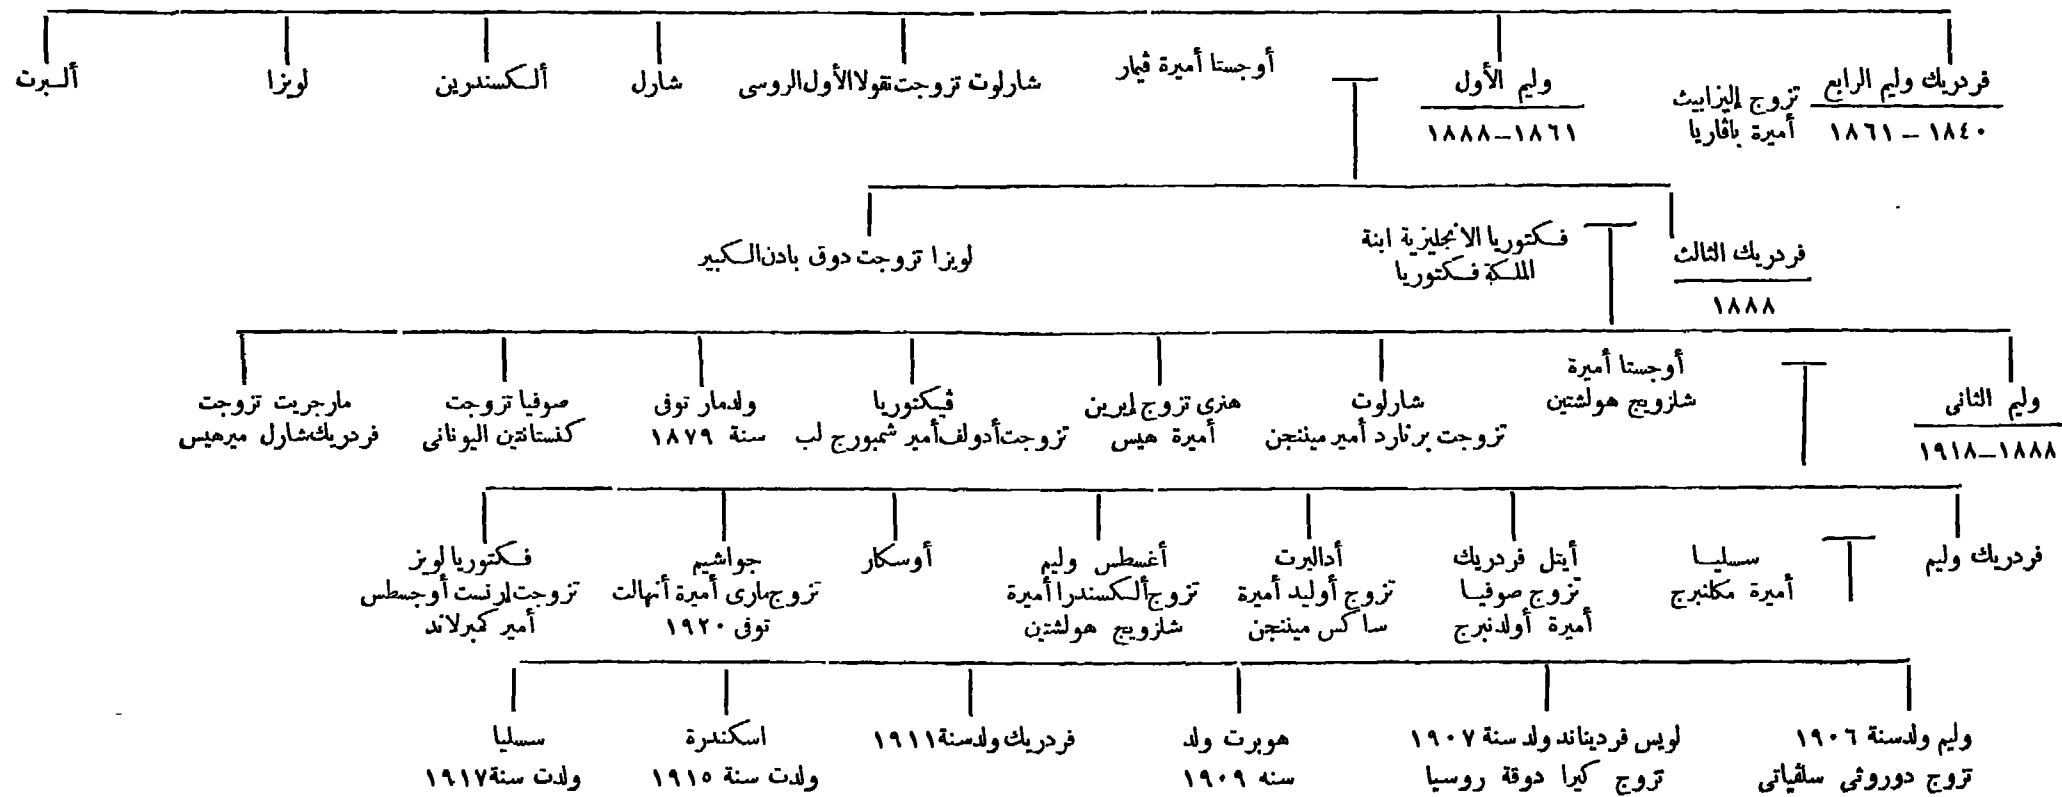 فردريك وليم الرابع
١٨٤٠ – ١٨٦١
تزوج إليزابيث
أميرة باڤاريا
وليم الأول
١٨٦١–١٨٨٨
أوجستا أميرة ڤيمار
شارلوت تزوجت نقولا الأول الروسى
شارل
ألكسندرين
لويزا
ألبرت
فردريك الثالث
١٨٨٨
فكتوريا الانجليزية ابنة
الملكة فكتوريا
لويزا تزوجت دوق بادن الكبير
وليم الثانى
١٨٨٨–١٩١٨
أوجستا أميرة
شازويج هولشتين
شارلوت
تزوجت برنارد أمير ميننجن
هنرى تزوج إيرين
أميرة هيس
ڤيكتوريا
تزوجت أدولف أمير شمبورج لب
ولدمار توفى
سنة ١٨٧٩
صوفيا تزوجت
كنستانتين اليونانى
مارجريت تزوجت
فردريك شارل ميرهيس
فردريك وليم
سسليا
أميرة مكلنبرج
أيتل فردريك
تزوج صوفيا
أميرة أولدنبرج
أدالبرت
تزوج أوليد أميرة
ساكس ميننجن
أغسطس وليم
تزوج ألكسندرا أميرة
شازويج هولشتين
أوسكار
جواشيم
تزوج مارى أميرة أنهالت
توفى ١٩٢٠
فكتوريا لويز
تزوجت إرنست أوجسطس
أمير كمبرلاند
وليم ولد سنة ١٩٠٦
تزوج دوروثى سلڤياتى
لويس فرديناند ولد سنة ١٩٠٧
تزوج كيرا دوقة روسيا
هوبرت ولد
سنه ١٩٠٩
فردريك ولد سنة ١٩١١
اسكندرة
ولدت سنة ١٩١٥
سسليا
ولدت سنة ١٩١٧